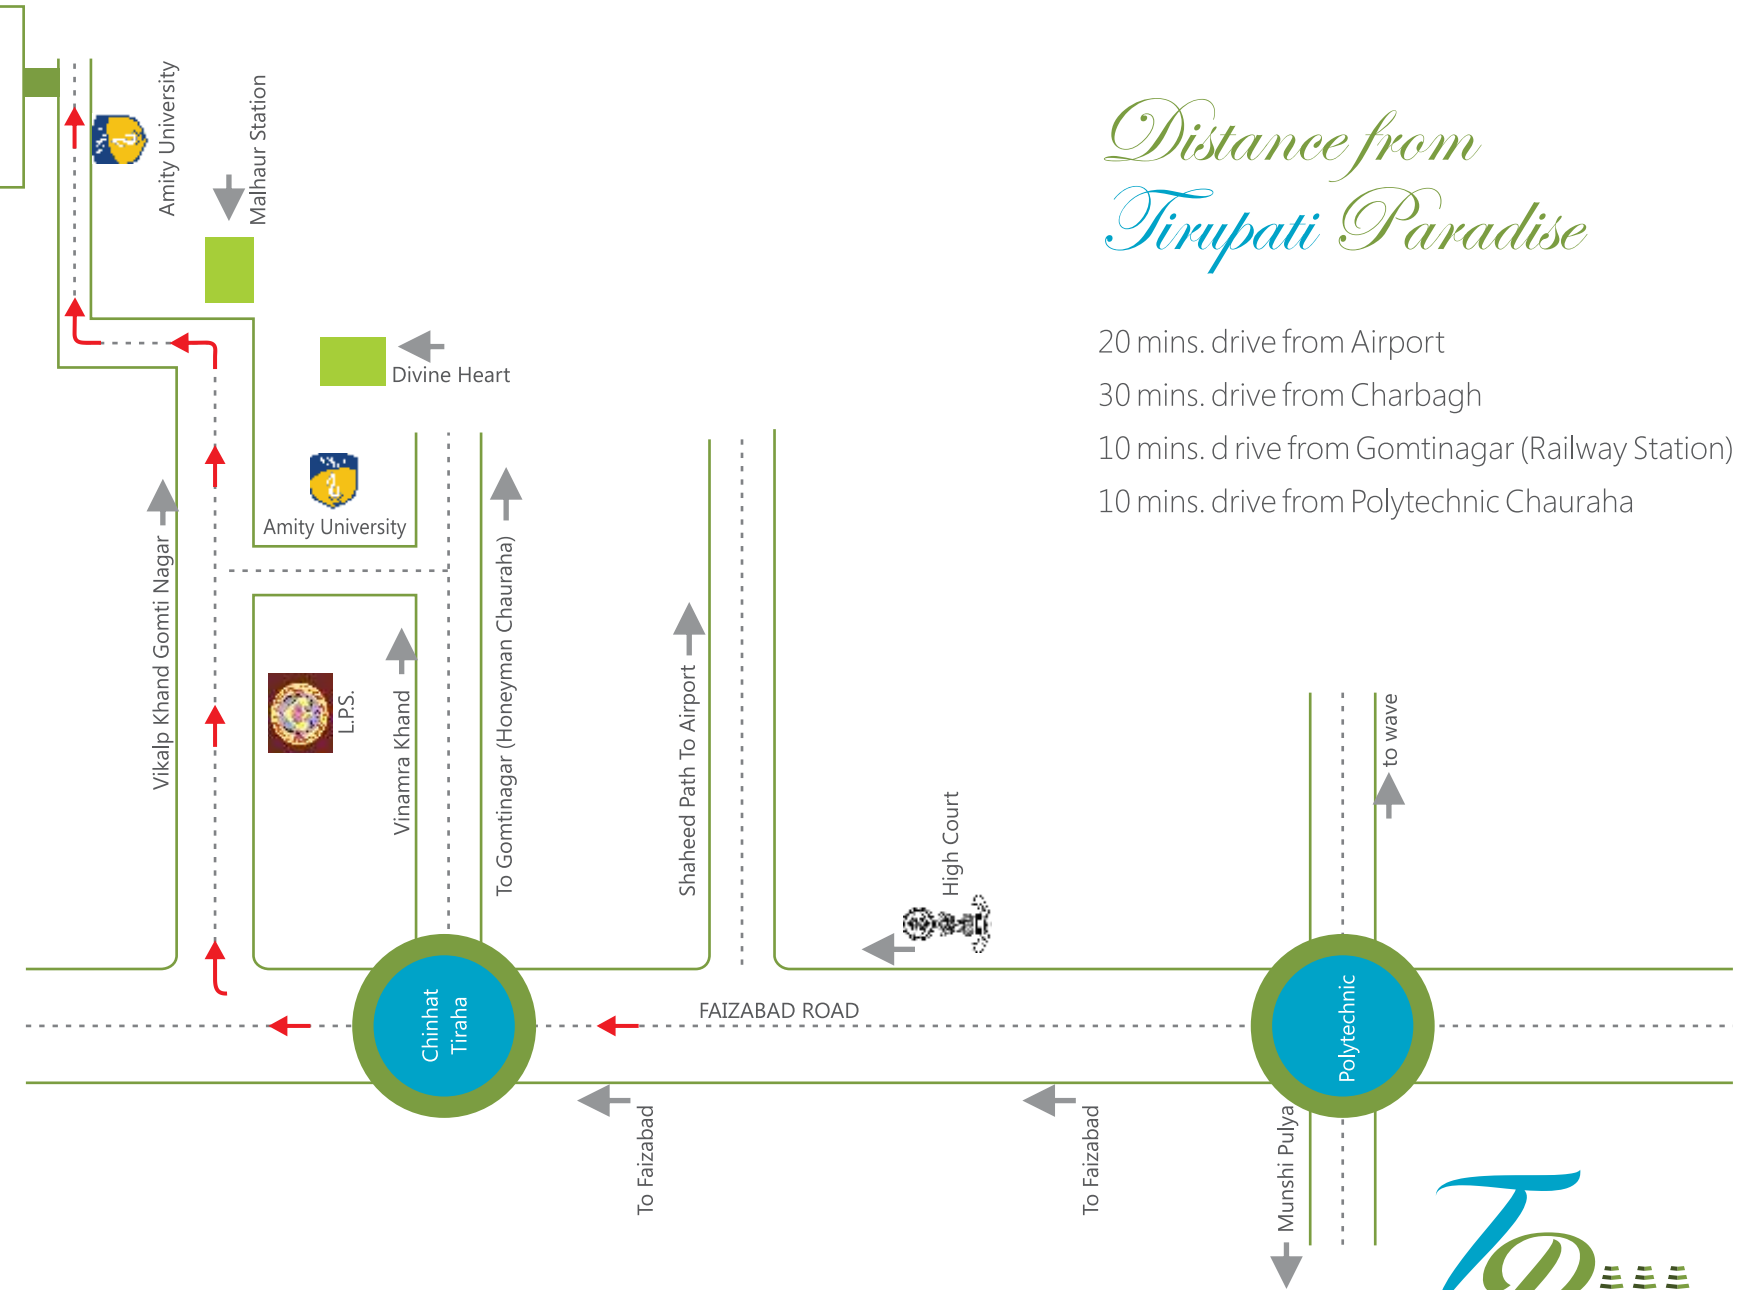 Distance from
Tirupati Paradise
20 mins. drive from Airport
30 mins. drive from Charbagh
10 mins. d rive from Gomtinagar (Railway Station)
10 mins. drive from Polytechnic Chauraha
Amity University
Malhaur Station
Divine Heart
Amity University
Vikalp Khand Gomti Nagar
L.P.S.
Vinamra Khand
To Gomtinagar (Honeyman Chauraha)
Shaheed Path To Airport
High Court
to wave
FAIZABAD ROAD
Chinhat
Tiraha
Polytechnic
To Faizabad
To Faizabad
Munshi Pulya